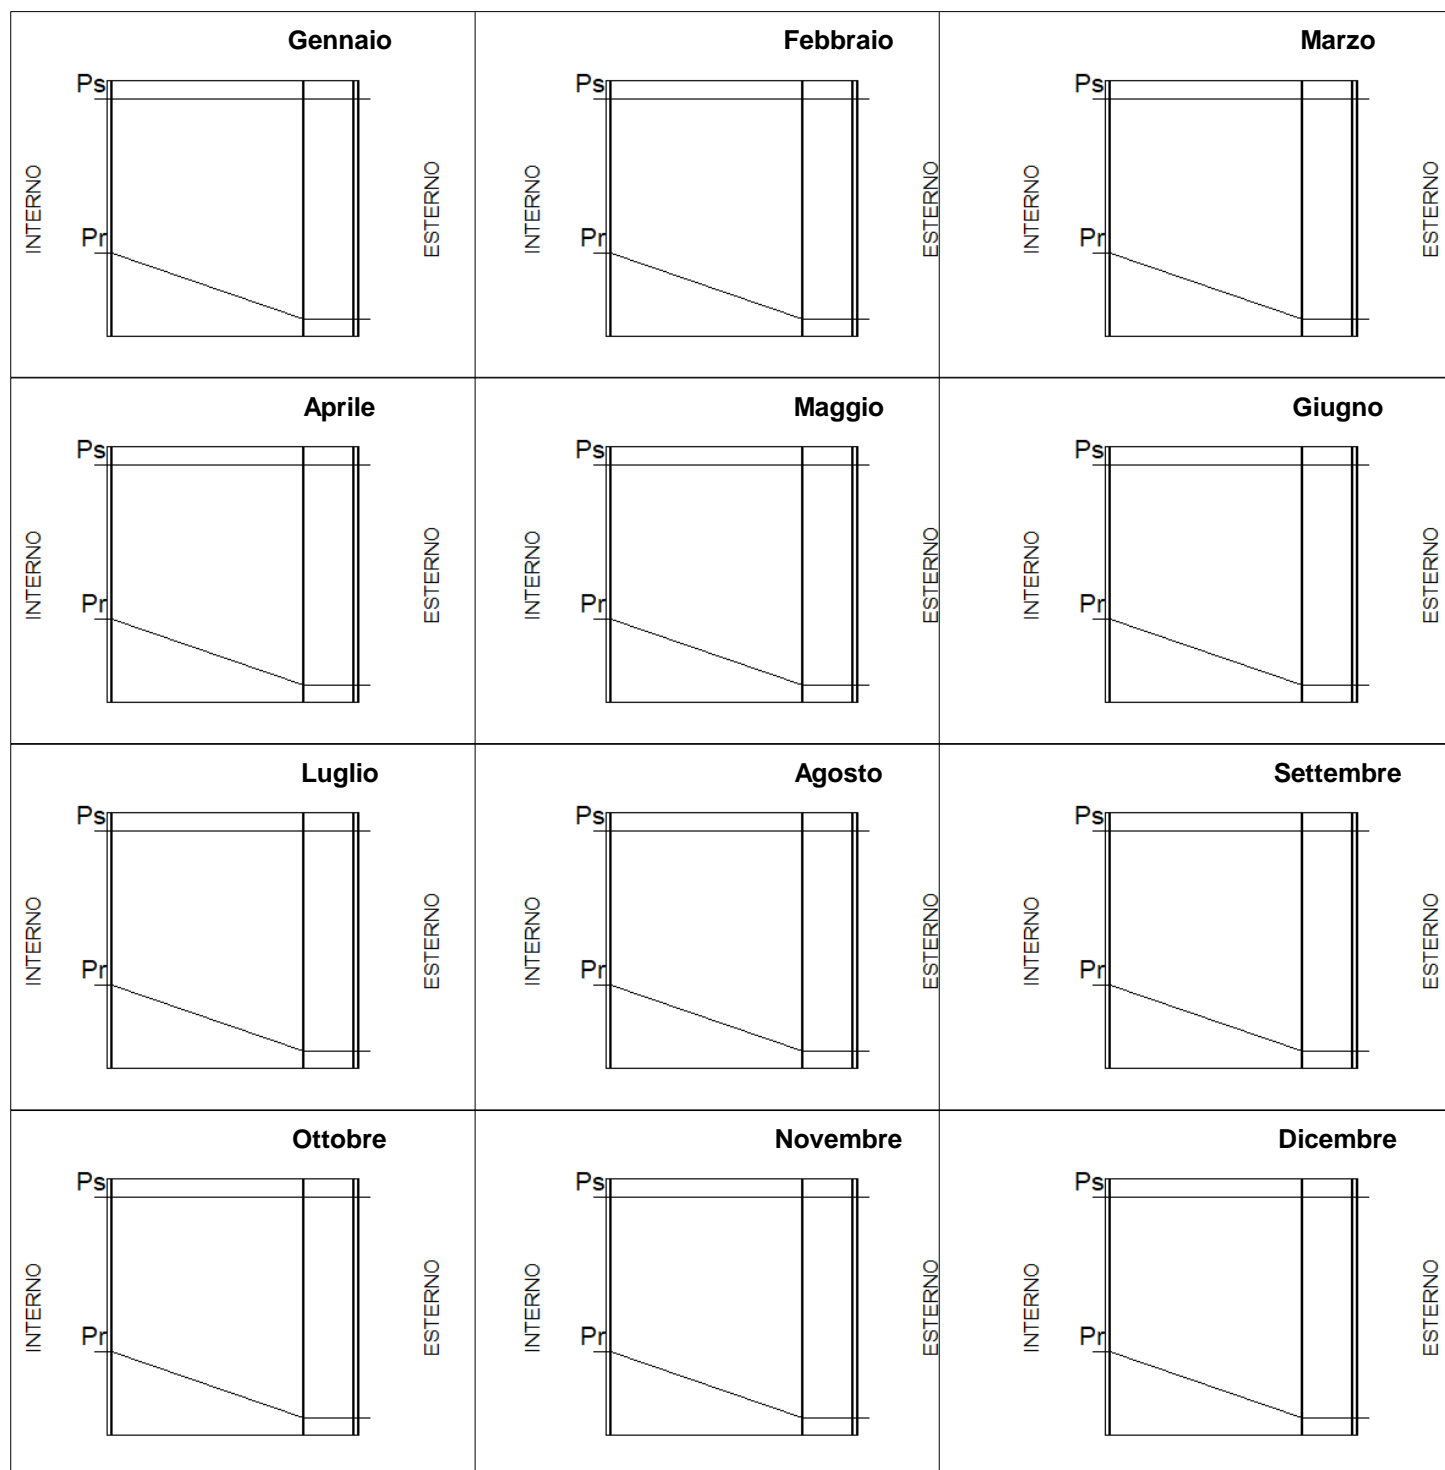 Gennaio
Ps
Pr
INTERNO
ESTERNO
Febbraio
Ps
Pr
INTERNO
ESTERNO
Marzo
Ps
Pr
INTERNO
ESTERNO
Aprile
Ps
Pr
INTERNO
ESTERNO
Maggio
Ps
Pr
INTERNO
ESTERNO
Giugno
Ps
Pr
INTERNO
ESTERNO
Luglio
Ps
Pr
INTERNO
ESTERNO
Agosto
Ps
Pr
INTERNO
ESTERNO
Settembre
Ps
Pr
INTERNO
ESTERNO
Ottobre
Ps
Pr
INTERNO
ESTERNO
Novembre
Ps
Pr
INTERNO
ESTERNO
Dicembre
Ps
Pr
INTERNO
ESTERNO